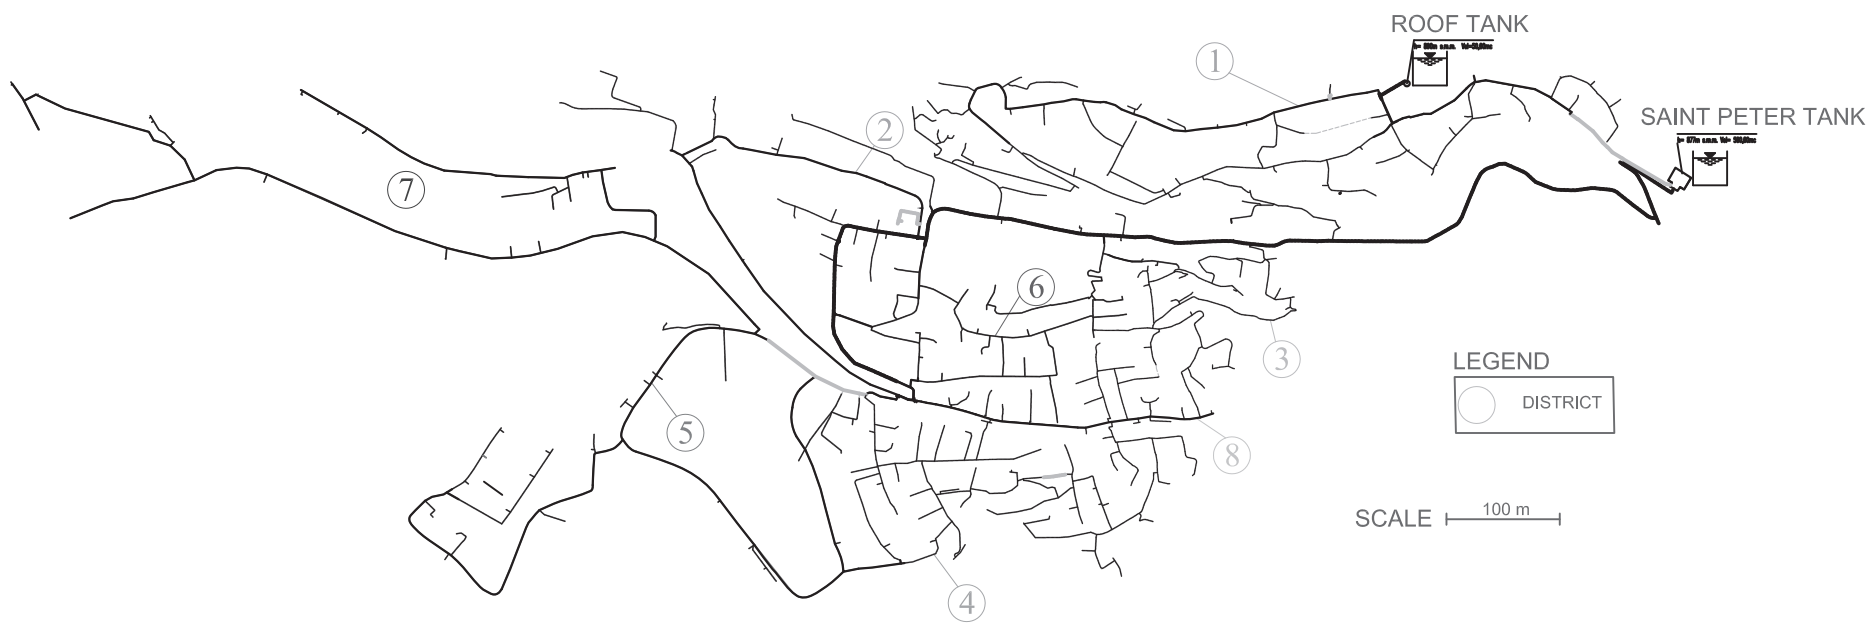 ROOF TANK
1
SAINT PETER TANK
2
7
6
3
LEGEND
DISTRICT
5
8
SCALE
100 m
4